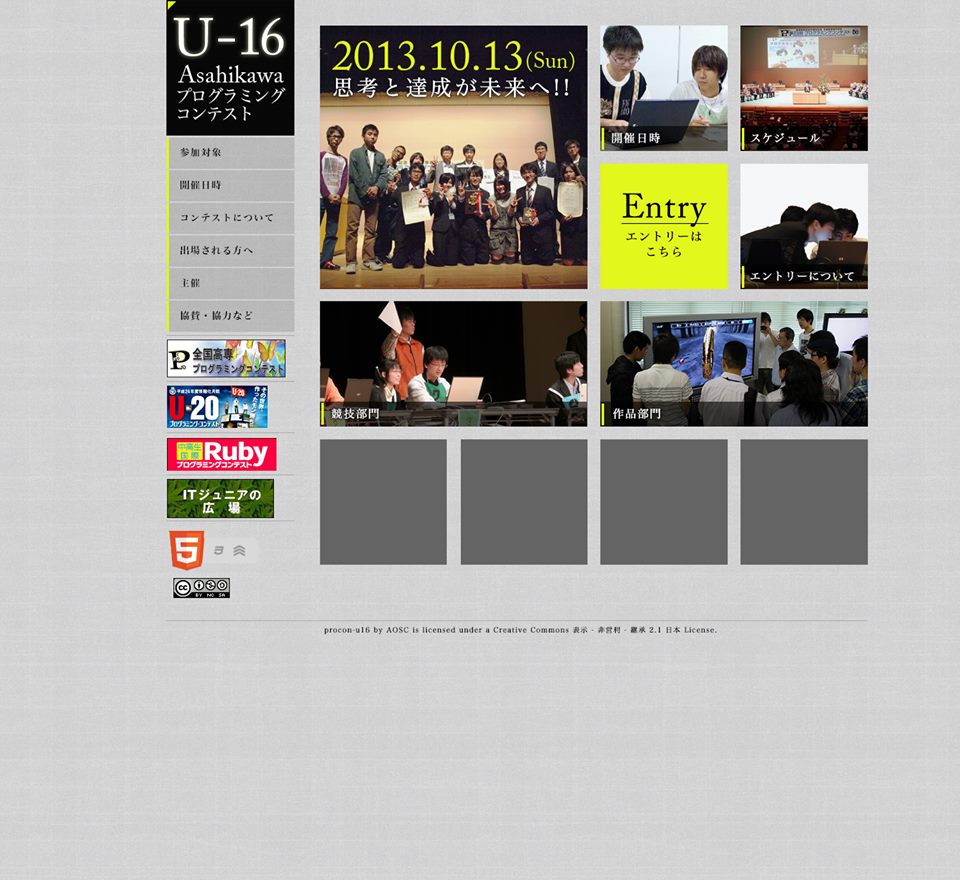 U-16
Asahikawa
プログラミング
コンテスト
参加対象
開催日時
コンテストについて
出場される方へ
主催
協賛・協力など
全国高専
プログラミングコンテスト
U-20
プログラミング・コンテスト
中高生
国際
Ruby
プログラミングコンテスト
ITジュニアの
広場
BY NC SA
2013.10.13(Sun)
思考と達成が未来へ!!
開催日時
スケジュール
Entry
エントリーは
こちら
エントリーについて
競技部門
作品部門
procon-u16 by AOSC is licensed under a Creative Commons 表示 - 非営利 - 継承 2.1 日本 License.